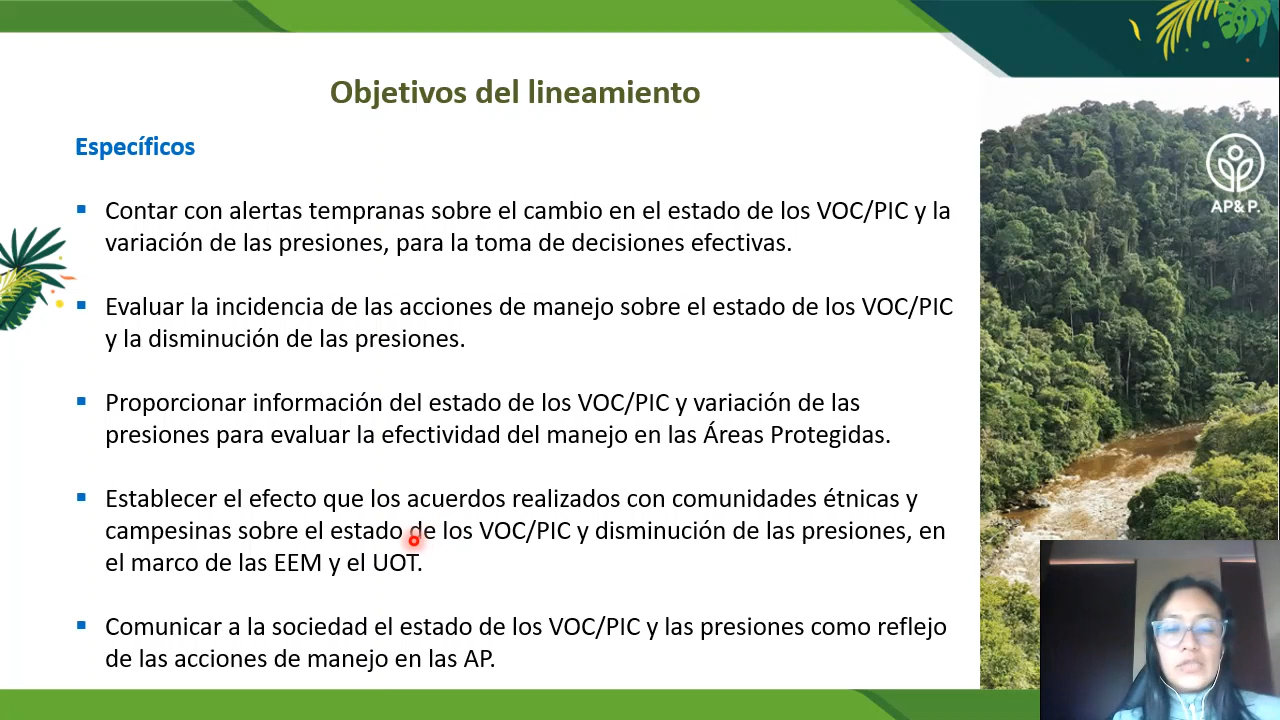 Objetivos del lineamiento
Específicos
Contar con alertas tempranas sobre el cambio en el estado de los VOC/PIC y la
variación de las presiones, para la toma de decisiones efectivas.
Evaluar la incidencia de las acciones de manejo sobre el estado de los VOC/PIC
y la disminución de las presiones.
Proporcionar información del estado de los VOC/PIC y variación de las
presiones para evaluar la efectividad del manejo en las Áreas Protegidas.
Establecer el efecto que los acuerdos realizados con comunidades étnicas y
campesinas sobre el estado de los VOC/PIC y disminución de las presiones, en
el marco de las EEM y el UOT.
Comunicar a la sociedad el estado de los VOC/PIC y las presiones como reflejo
de las acciones de manejo en las AP.
AP&P.